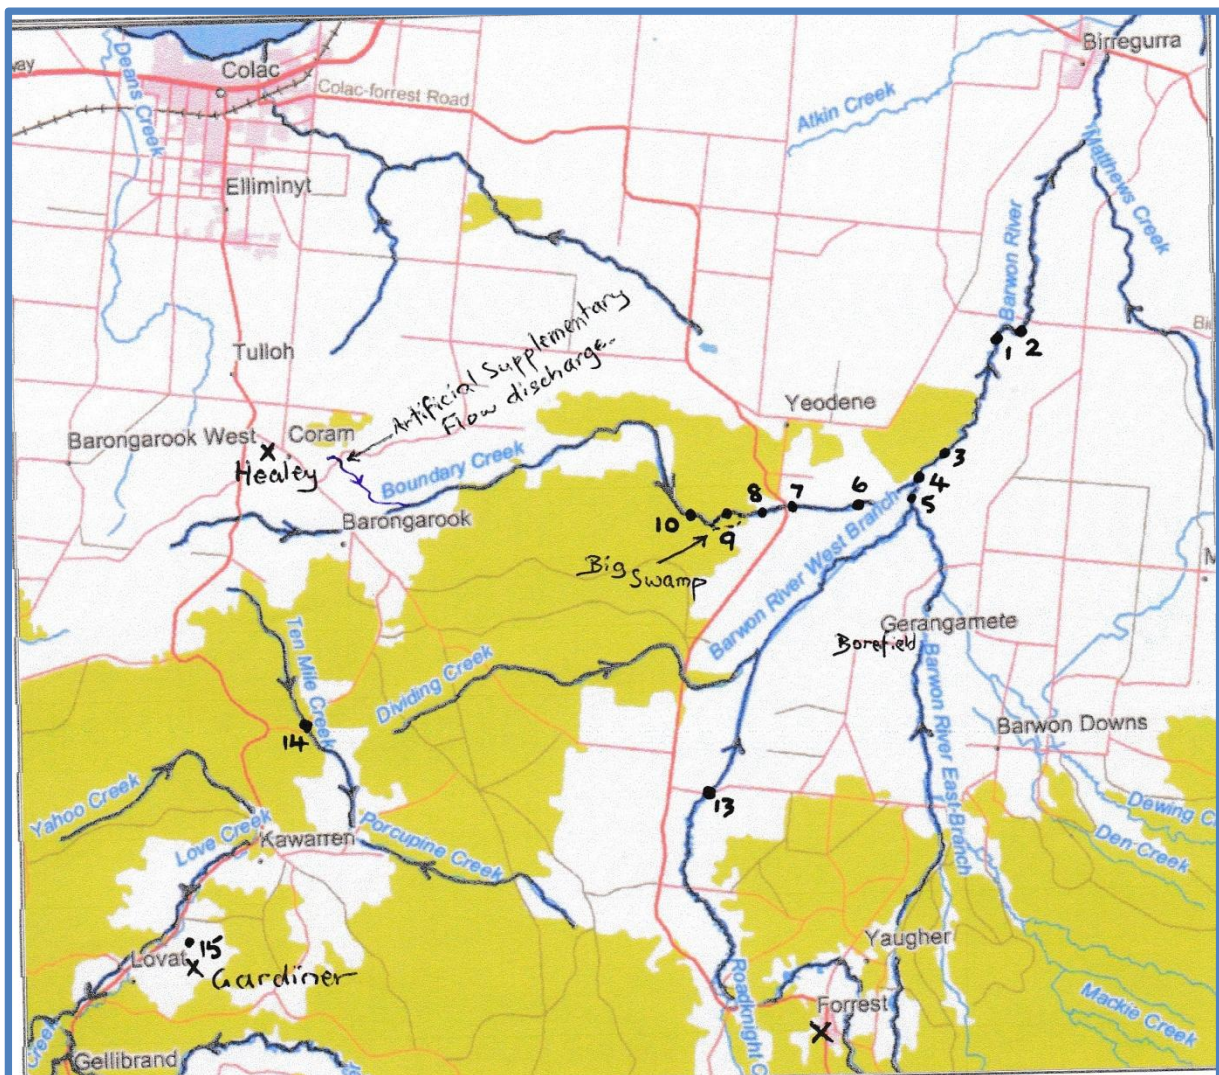 Birregurra
way
Deans Creek
Colac
Colac-forrest Road
Atkin Creek
Matthews Creek
Elliminyt
Barwon River
Artificial Supplementary
Flow discharge.
Tulloh
1
2
Yeodene
Barongarook West
Coram
X
Healey
Boundary Creek
3
4
5
6
7
8
9
10
Barongarook
Big Swamp
Barwon River West Branch
Gerangamete
Borefield
Ten Mile Creek
Dividing Creek
Barwon River East Branch
Barwon Downs
14
13
Yahoo Creek
Love Creek
Kawarren
Porcupine Creek
Dewing C
Den Creek
15
Lovat
X
Gardiner
Yaugher
Roadknight C
Forrest
X
Mackie Creek
Creek
Gellibrand